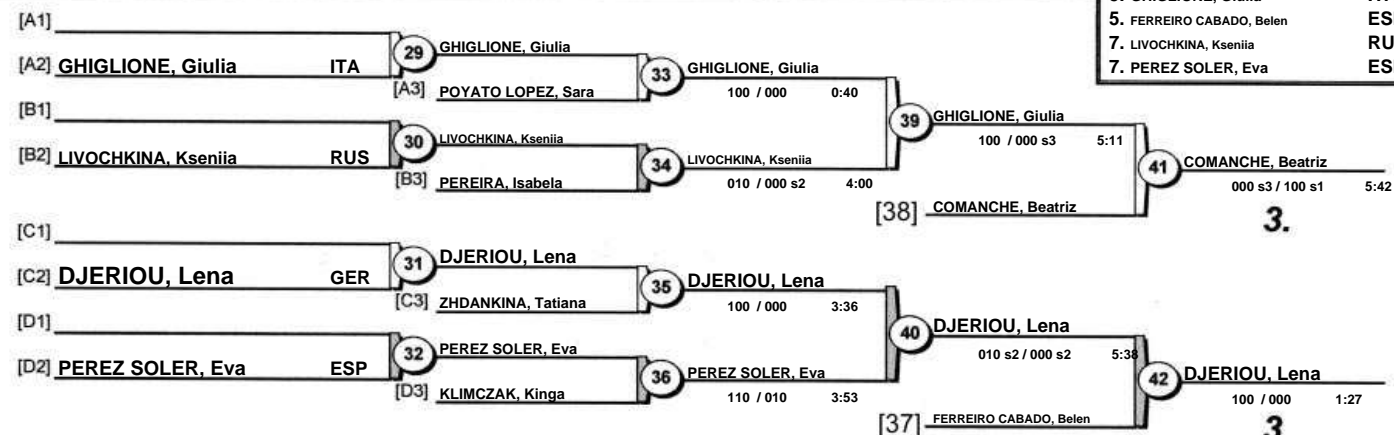 5. FERREIRO CABADO, Belen ES
7. LIVOCHKINA, Kseniia RU
7. PEREZ SOLER, Eva ES
[A1]
[A2] GHIGLIONE, Giulia ITA
29
GHIGLIONE, Giulia
[A3] POYATO LOPEZ, Sara
33
GHIGLIONE, Giulia
100 / 000 0:40
[B1]
[B2] LIVOCHKINA, Kseniia RUS
30
LIVOCHKINA, Kseniia
[B3] PEREIRA, Isabela
34
LIVOCHKINA, Kseniia
010 / 000 s2 4:00
39
GHIGLIONE, Giulia
100 / 000 s3 5:11
[38] COMANCHE, Beatriz
41
COMANCHE, Beatriz
000 s3 / 100 s1 5:42
3.
[C1]
[C2] DJERIOU, Lena GER
31
DJERIOU, Lena
[C3] ZHDANKINA, Tatiana
35
DJERIOU, Lena
100 / 000 3:36
[D1]
[D2] PEREZ SOLER, Eva ESP
32
PEREZ SOLER, Eva
[D3] KLIMCZAK, Kinga
36
PEREZ SOLER, Eva
110 / 010 3:53
40
DJERIOU, Lena
010 s2 / 000 s2 5:38
[37] FERREIRO CABADO, Belen
42
DJERIOU, Lena
100 / 000 1:27
3